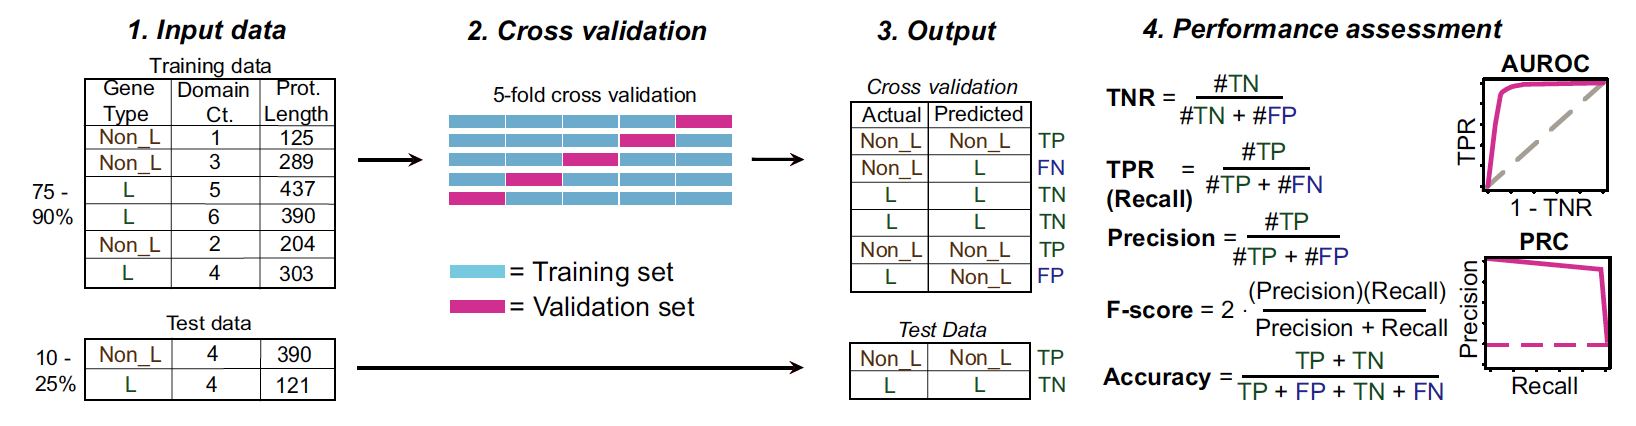 1. Input data
Training data
Gene Type Domain Ct. Prot. Length
Non_L 1 125
Non_L 3 289
L 5 437
L 6 390
Non_L 2 204
L 4 303
75 -
90%
Test data
Non_L 4 390
L 4 121
10 -
25%
2. Cross validation
5-fold cross validation
= Training set
= Validation set
3. Output
Cross validation
Actual Predicted
Non_L Non_L TP
Non_L L FN
L L TN
L L TN
Non_L Non_L TP
L Non_L FP
Test Data
Non_L Non_L TP
L L TN
4. Performance assessment
TNR = #TN
#TN + #FP
TPR
(Recall)
= #TP
#TP + #FN
Precision = #TP
#TP + #FP
F-score = 2 · (Precision)(Recall)
Precision + Recall
Accuracy = TP + TN
TP + FP + TN + FN
AUROC
TPR
1 - TNR
PRC
Precision
Recall